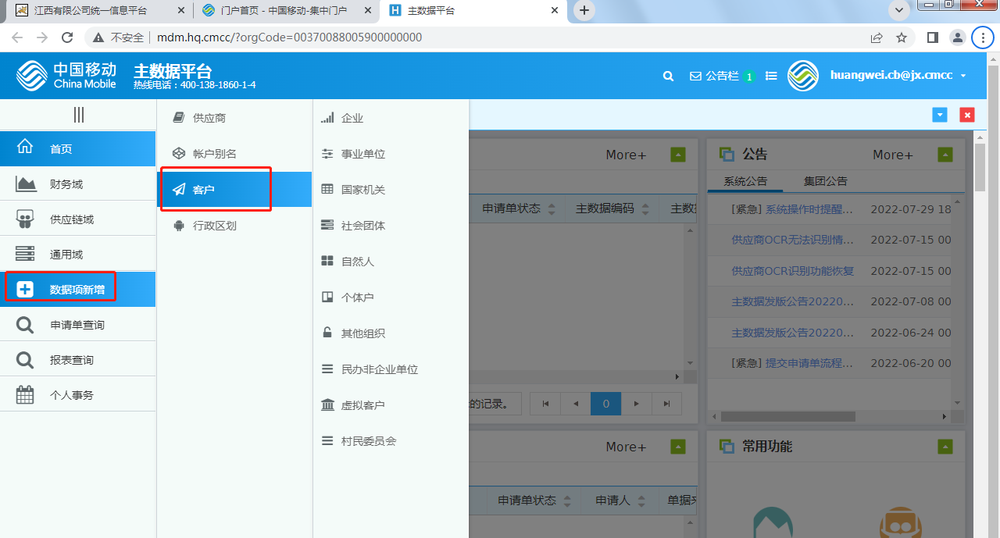 江西有限公司统一信息平台
门户首页 - 中国移动-集中门户
主数据平台
不安全
mdm.hq.cmcc/?orgCode=00370088005900000000
中国移动
China Mobile
主数据平台
热线电话：400-138-1860-1-4
公告栏 1
huangwei.cb@jx.cmcc
首页
财务域
供应链域
通用域
数据项新增
申请单查询
报表查询
个人事务
供应商
帐户别名
客户
行政区划
企业
事业单位
国家机关
社会团体
自然人
个体户
其他组织
民办非企业单位
虚拟客户
村民委员会
More+
申请单状态 主数据编码 主数据
的记录。
0
More+
申请单状态 申请人 单据来
公告
More+
系统公告 集团公告
[紧急] 系统操作时提醒... 2022-07-29 18
供应商OCR无法识别情... 2022-07-15 00
供应商OCR识别功能恢复 2022-07-15 00
主数据发版公告20220... 2022-07-08 00
主数据发版公告20220... 2022-06-24 00
[紧急] 提交申请单流程... 2022-06-20 00
常用功能